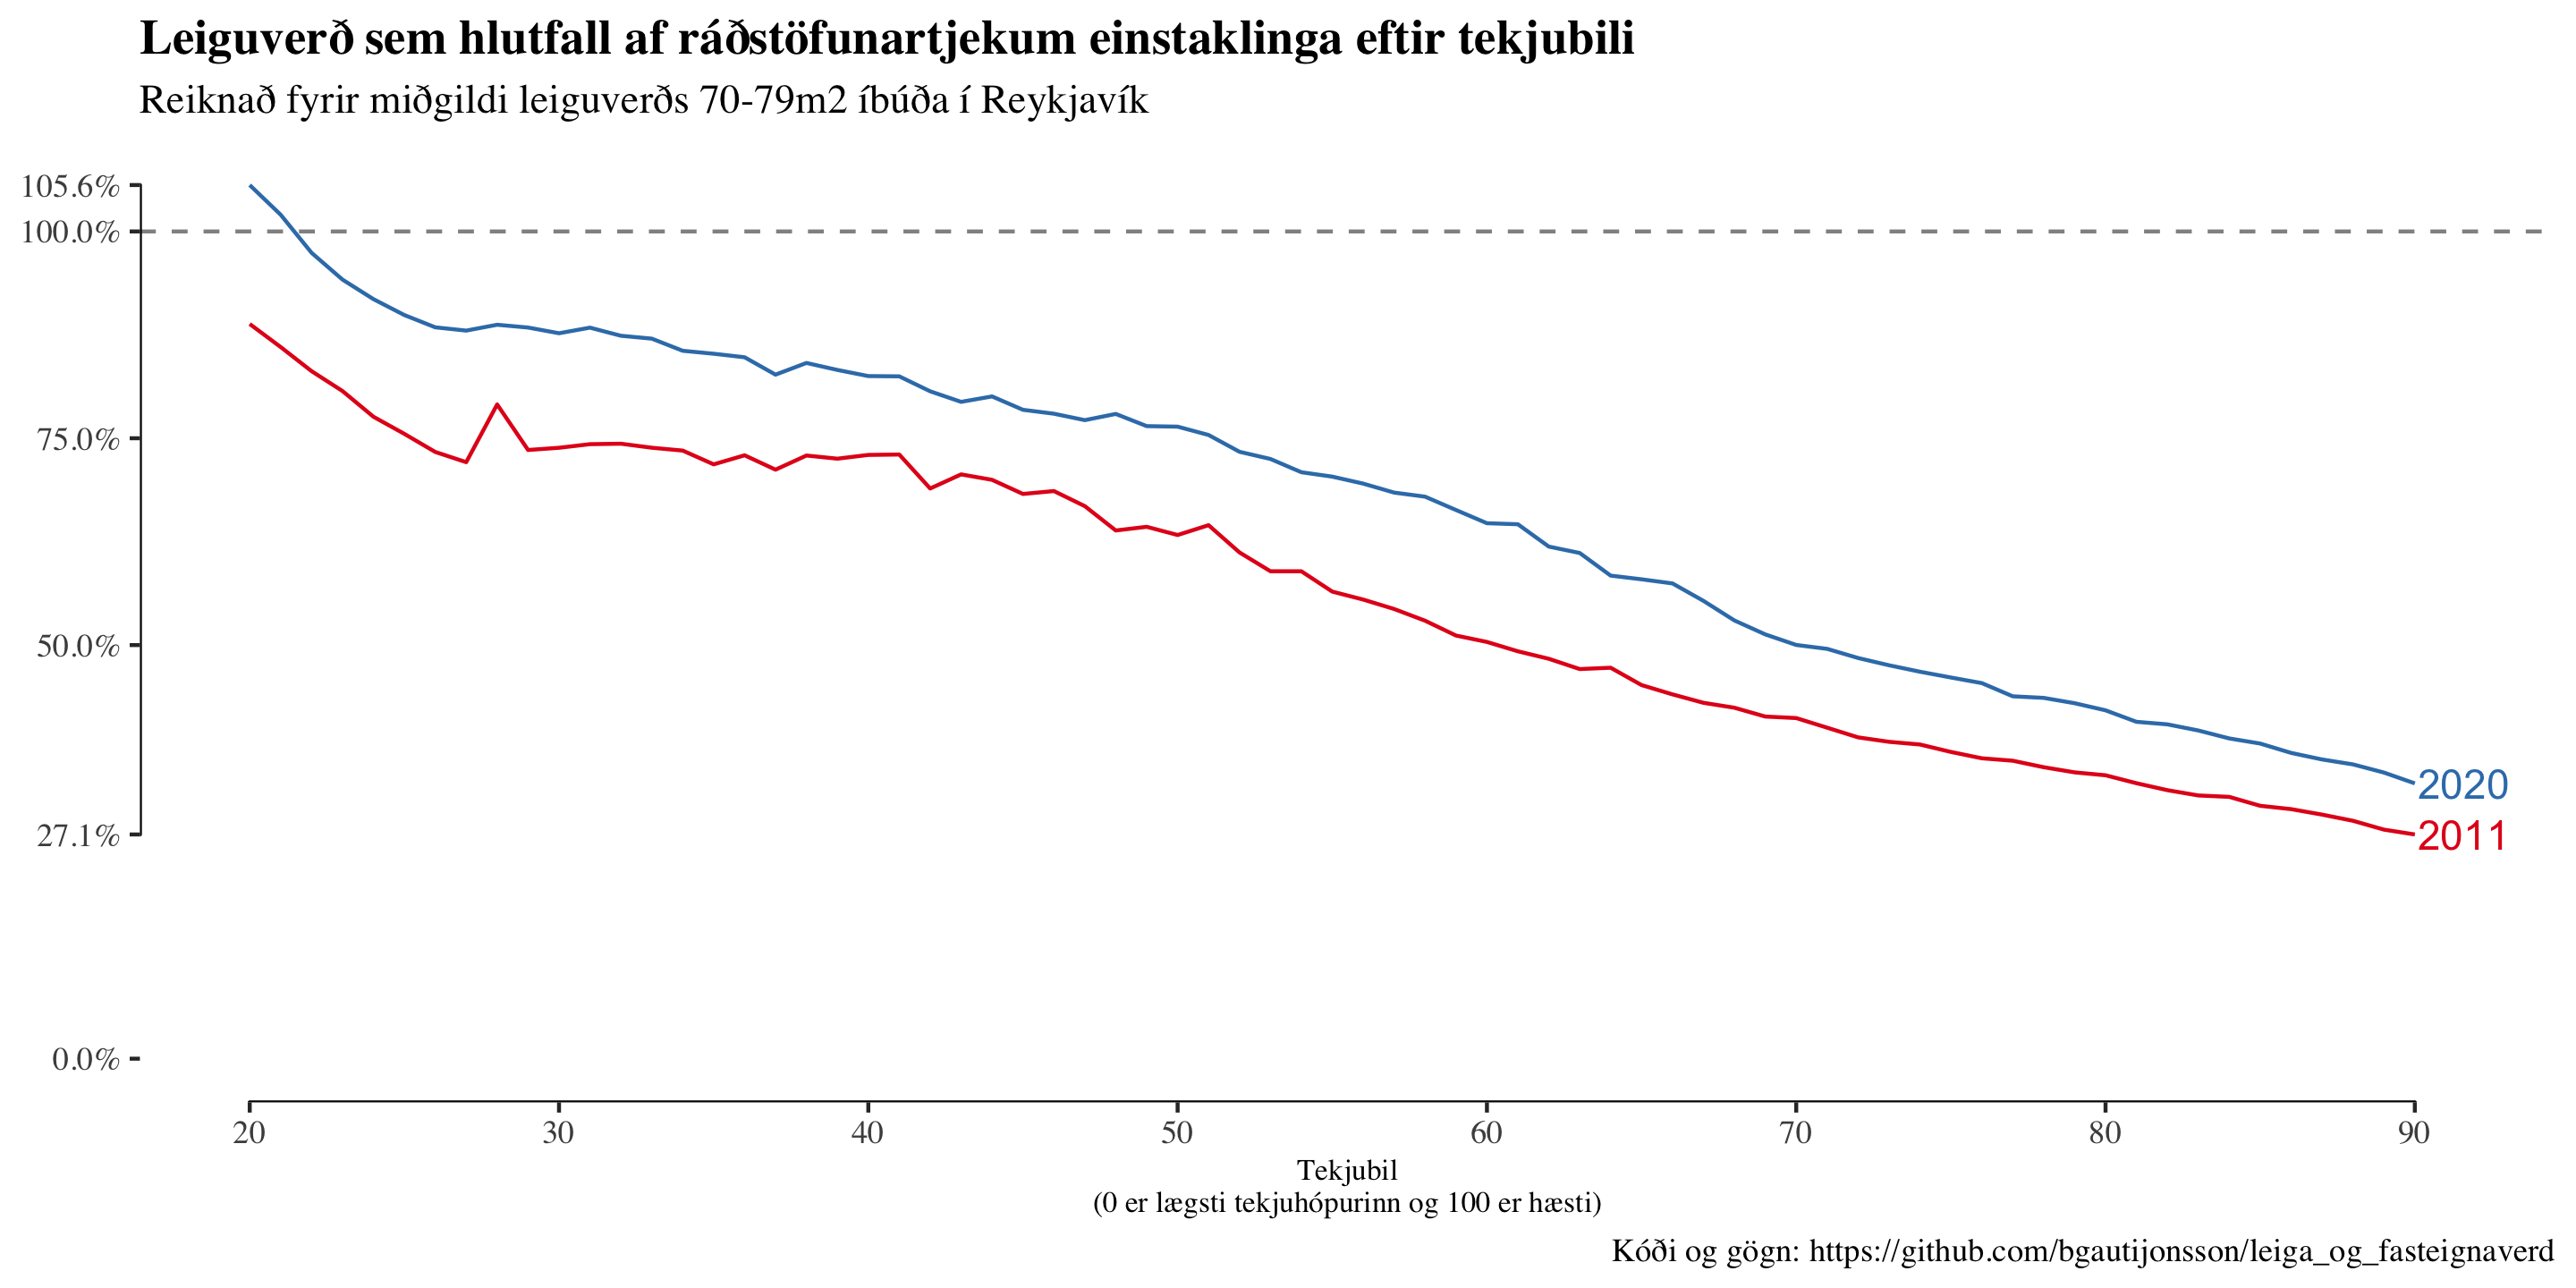 Leiguverð sem hlutfall af ráðstöfunartjekum einstaklinga eftir tekjubili
Reiknað fyrir miðgildi leiguverðs 70-79m2 íbúða í Reykjavík
105.6%
100.0%
75.0%
50.0%
27.1%
0.0%
2020
2011
20 30 40 50 60 70 80 90
Tekjubil
(0 er lægsti tekjuhópurinn og 100 er hæsti)
Kóði og gögn: https://github.com/bgautijonsson/leiga_og_fasteignaverd